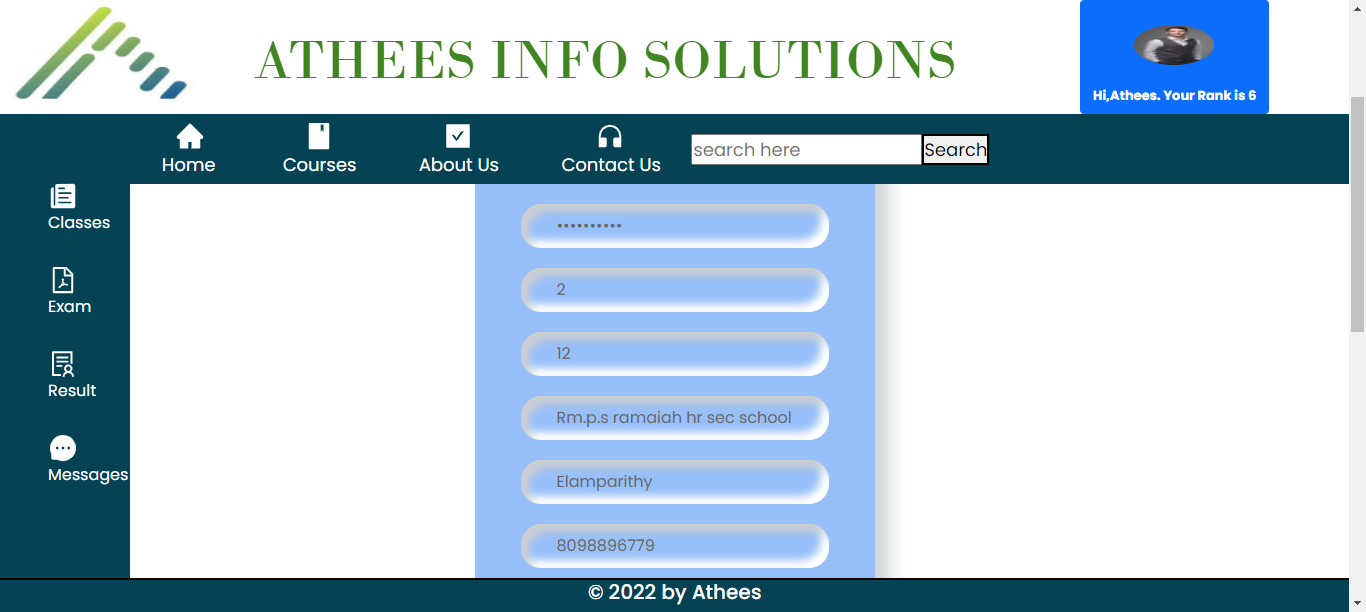 ATHEES INFO SOLUTIONS
Hi,Athees. Your Rank is 6
Home
Courses
About Us
Contact Us
search here
Search
Classes
Exam
Result
Messages
••••••••••
2
12
Rm.p.s ramaiah hr sec school
Elamparithy
8098896779
© 2022 by Athees